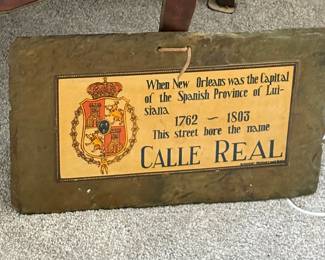 When New Orleans was the Capital
of the Spanish Province of Lui-
siana
1762 ~ 1803
This street bore the name
CALLE REAL